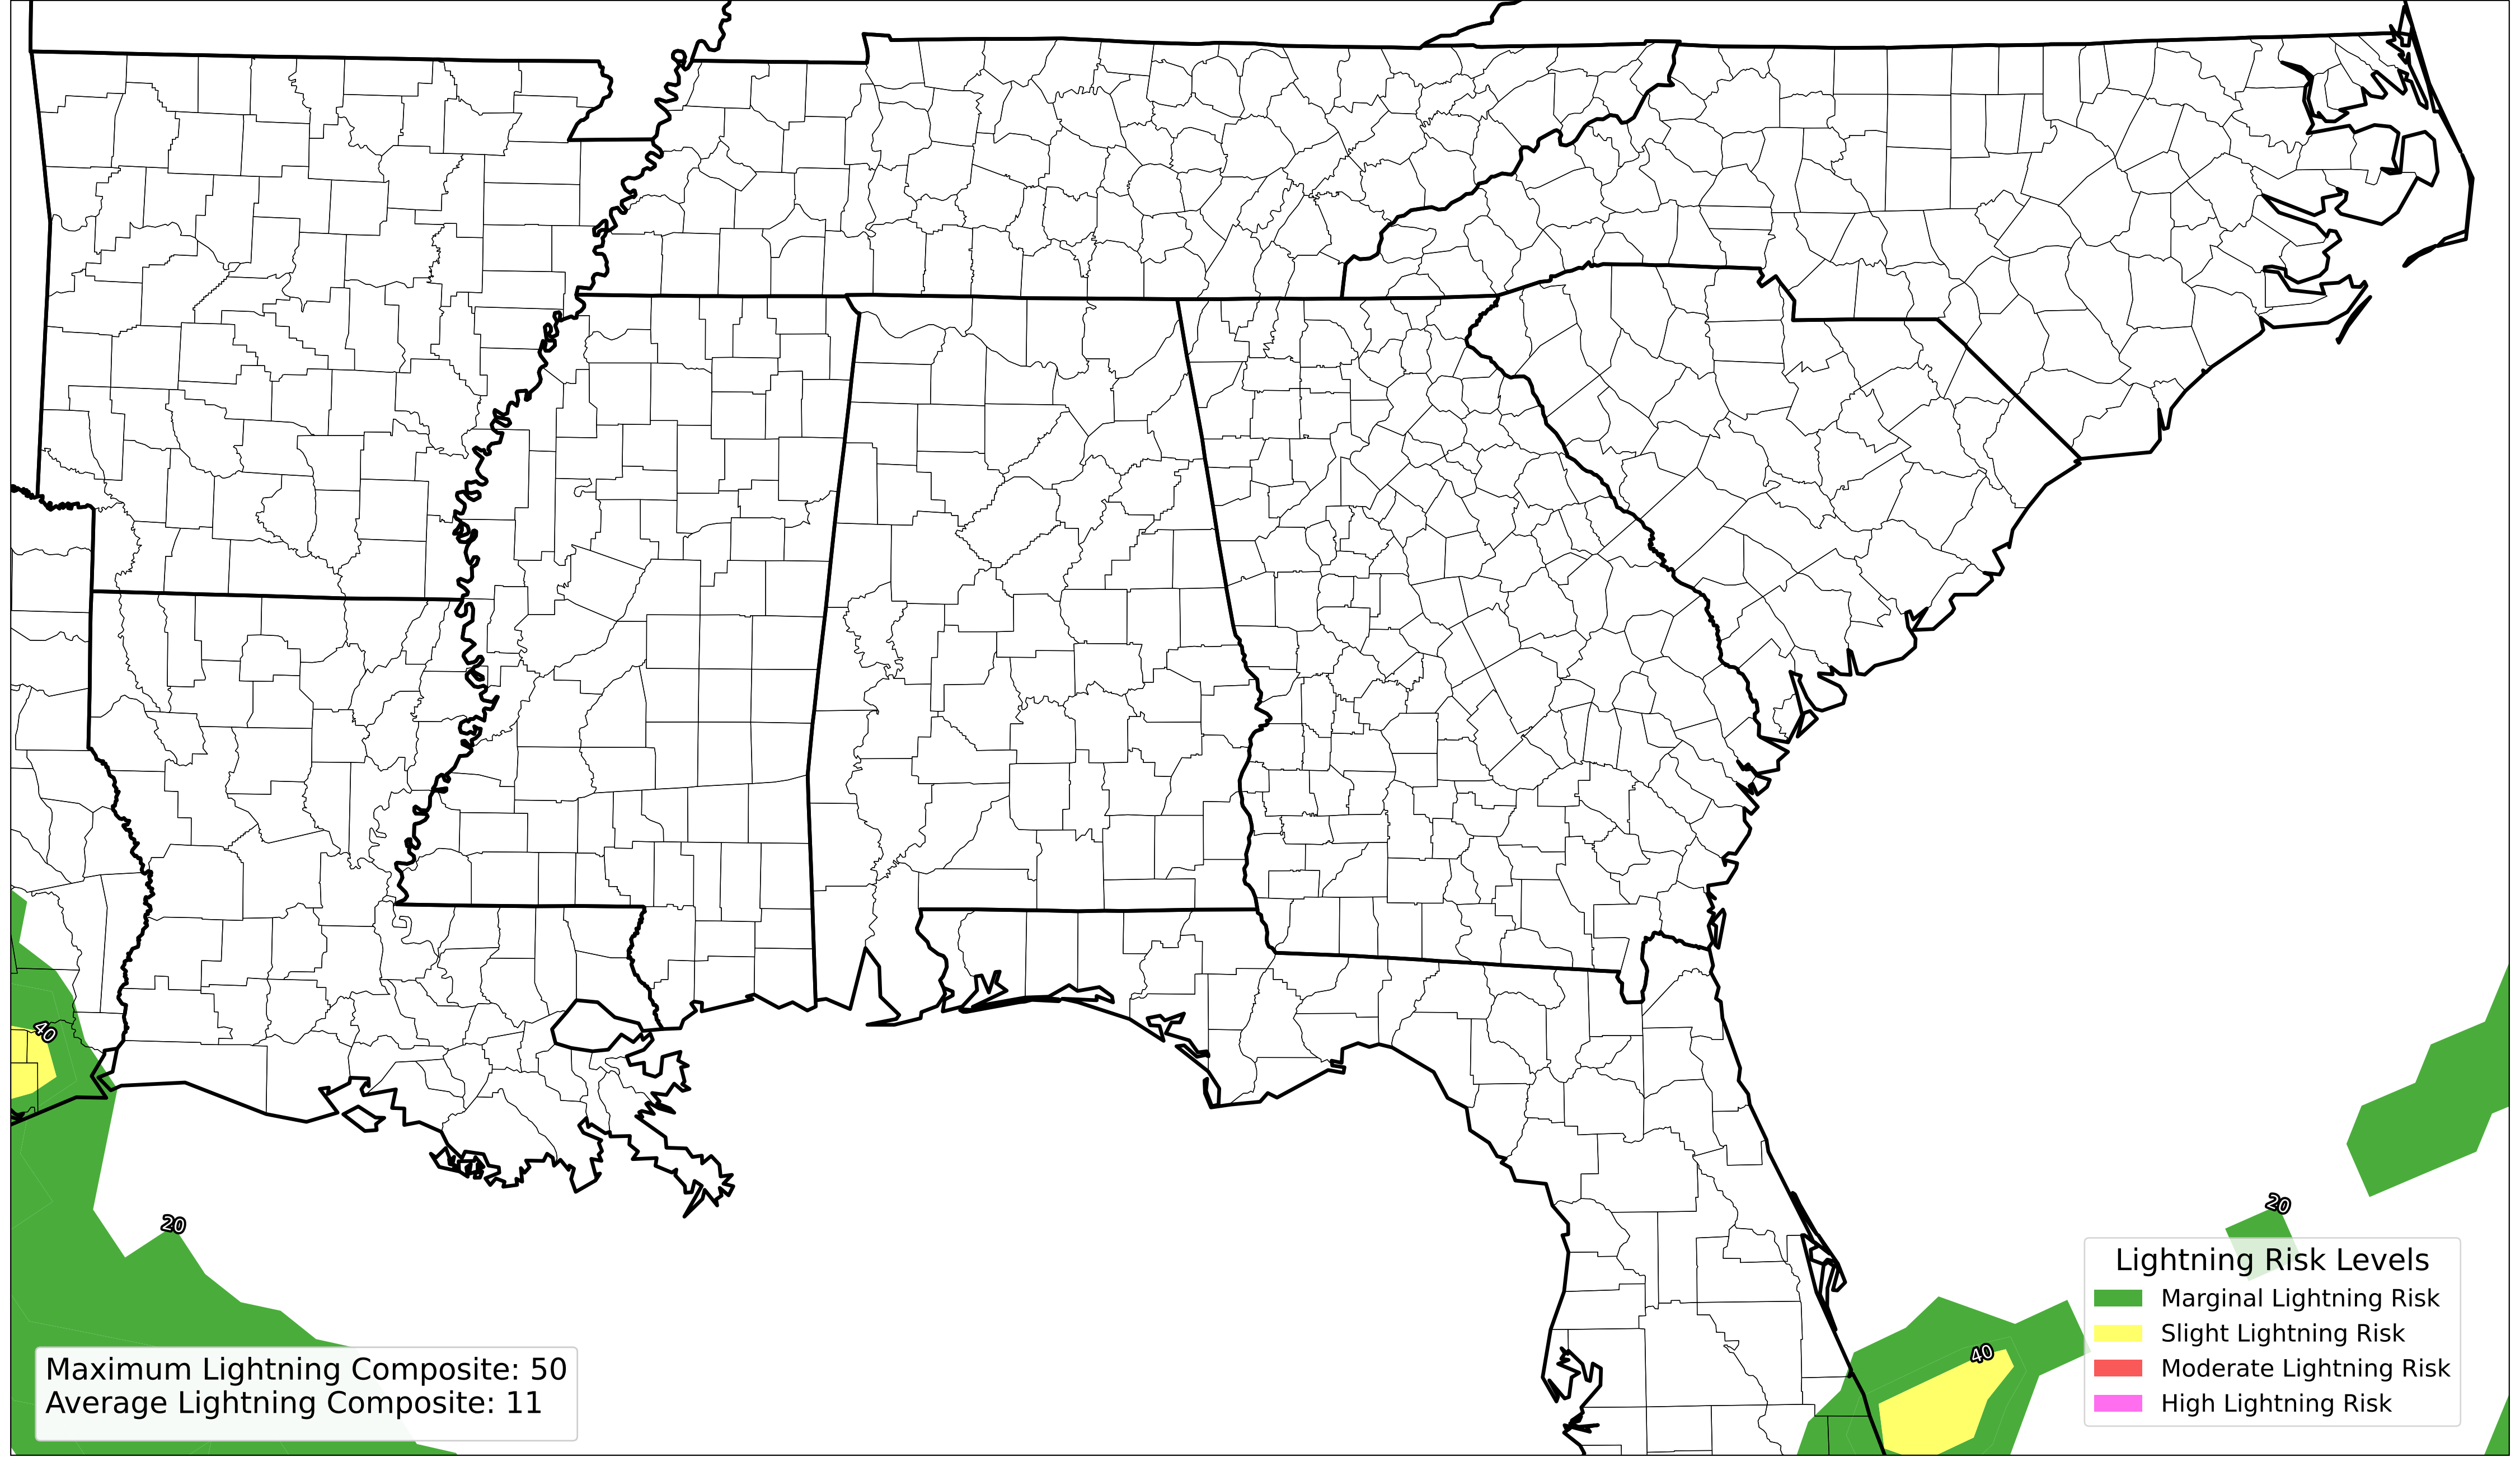 40
20
20
40
Lightning Risk Levels
Marginal Lightning Risk
Slight Lightning Risk
Moderate Lightning Risk
High Lightning Risk
Maximum Lightning Composite: 50
Average Lightning Composite: 11